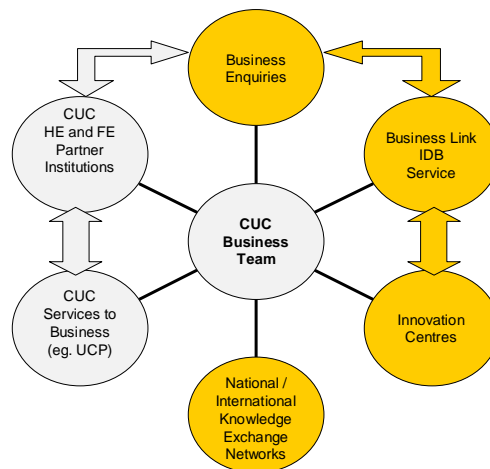 Business
Enquiries
CUC
HE and FE
Partner
Institutions
Business Link
IDB
Service
CUC
Business
Team
CUC
Services to
Business
(eg. UCP)
Innovation
Centres
National /
International
Knowledge
Exchange
Networks